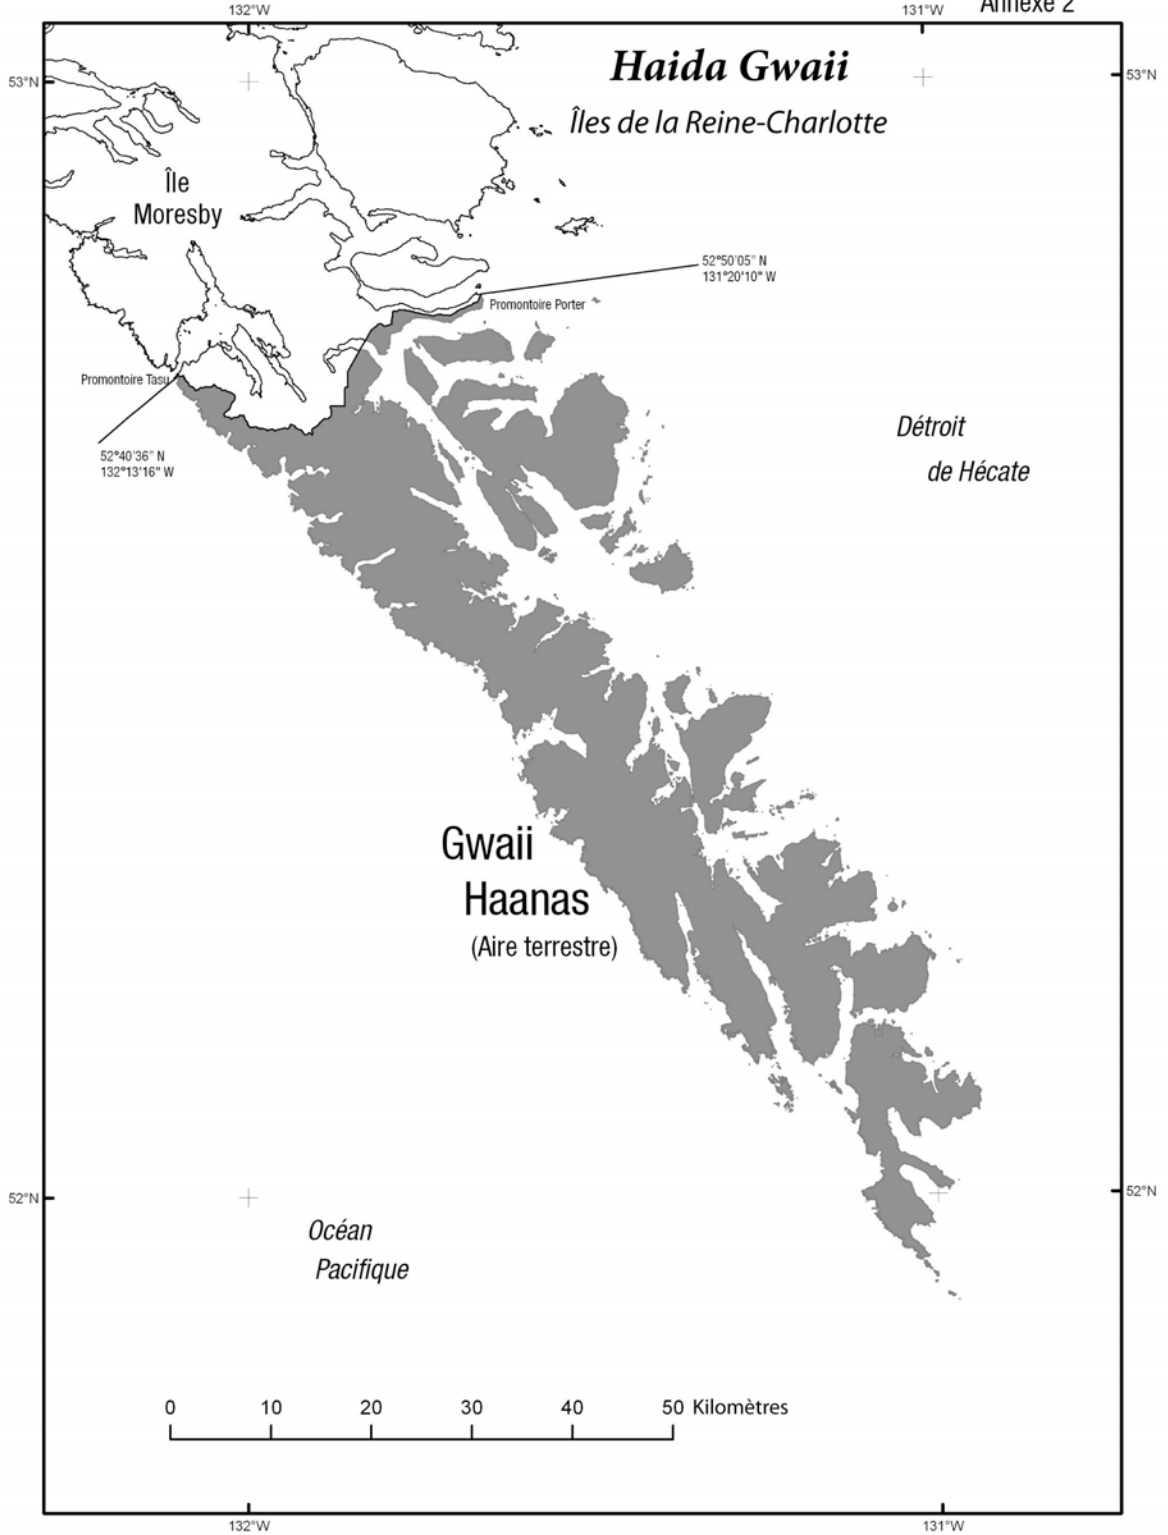 Annexe 2
132°W
131°W
Haida Gwaii
53°N
53°N
Îles de la Reine-Charlotte
Île
Moresby
52°50'05" N
131°20'10" W
Promontoire Porter
Promontoire Tasu
52°40'36" N
132°13'16" W
Détroit
de Hécate
Gwaii
Haanas
(Aire terrestre)
52°N
52°N
Océan
Pacifique
0 10 20 30 40 50 Kilomètres
132°W
131°W